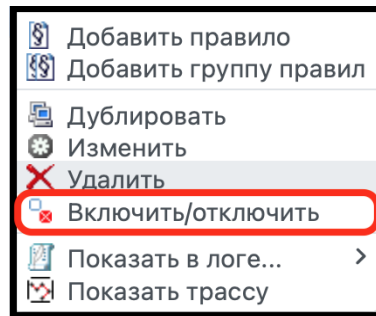 Добавить правило
Добавить группу правил
Дублировать
Изменить
Удалить
Включить/отключить
Показать в логе...
Показать трассу